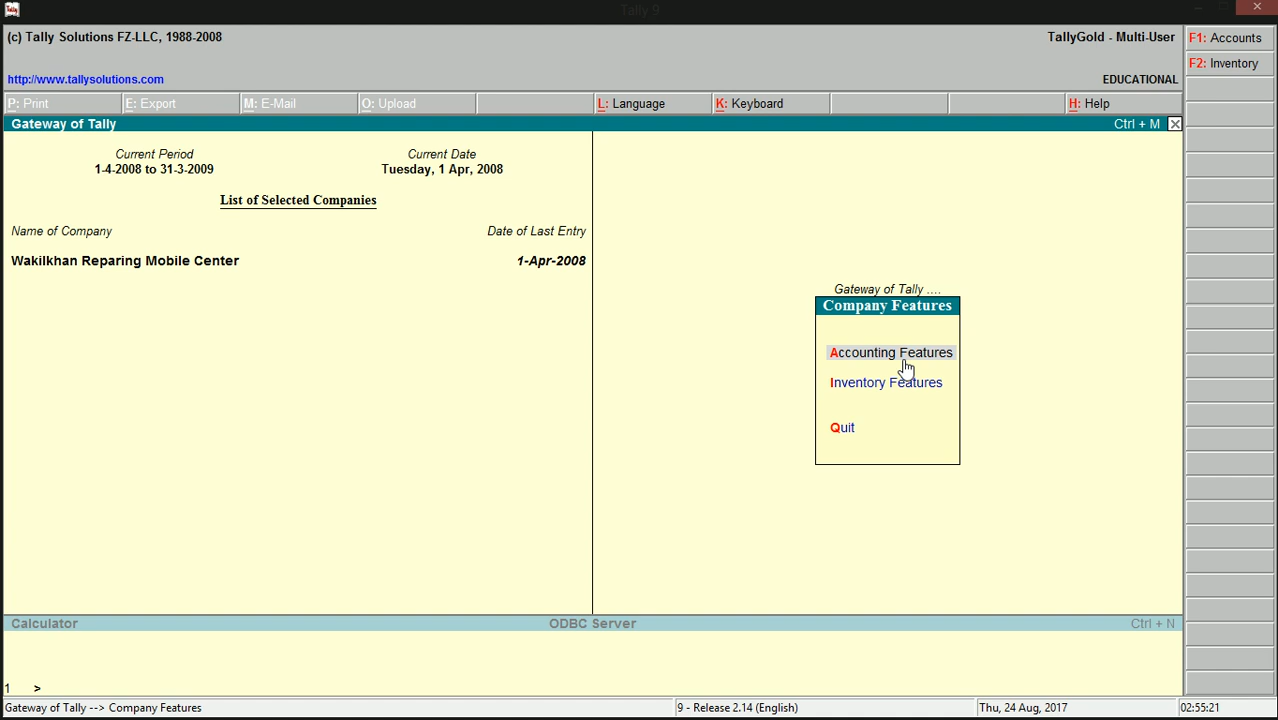 Tally 9
(c) Tally Solutions FZ-LLC, 1988-2008
TallyGold - Multi-User
F1: Accounts
http://www.tallysolutions.com
EDUCATIONAL
F2: Inventory
P: Print
E: Export
M: E-Mail
O: Upload
L: Language
K: Keyboard
H: Help
Gateway of Tally
Ctrl + M
Current Period
Current Date
1-4-2008 to 31-3-2009
Tuesday, 1 Apr, 2008
List of Selected Companies
Name of Company
Date of Last Entry
Wakilkhan Reparing Mobile Center
1-Apr-2008
Gateway of Tally ....
Company Features
Accounting Features
Inventory Features
Quit
Calculator
ODBC Server
Ctrl + N
1 >
Gateway of Tally --> Company Features
9 - Release 2.14 (English)
Thu, 24 Aug, 2017
02:55:21